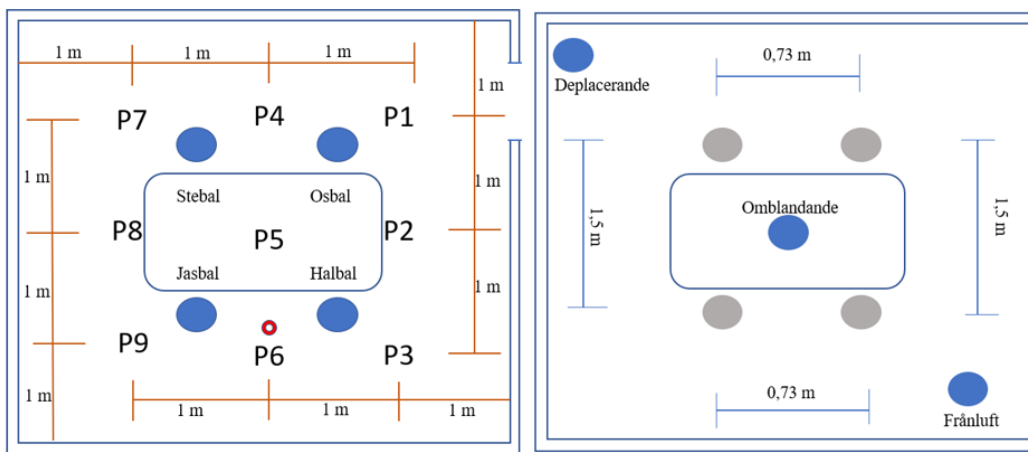 1 m
1 m
1 m
P7
P4
P1
1 m
1 m
Stebal
Osbal
P8
P5
P2
1 m
Jasbal
Halbal
1 m
1 m
P9
P6
P3
1 m
1 m
1 m
1 m
0,73 m
Deplacerande
1,5 m
Omblandande
1,5 m
0,73 m
Frånluft